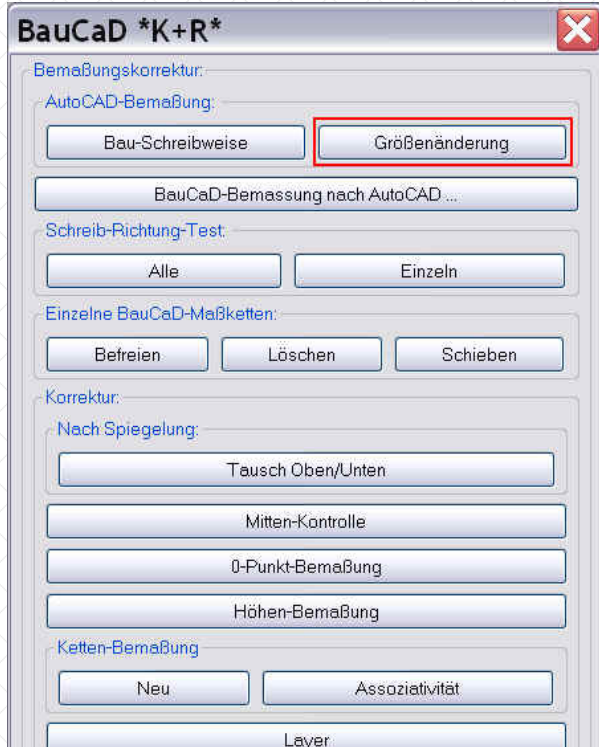 BauCaD *K+R*
Bemaßungskorrektur:
AutoCAD-Bemaßung:
Bau-Schreibweise Größenänderung
BauCaD-Bemassung nach AutoCAD ...
Schreib-Richtung-Test:
Alle Einzeln
Einzelne BauCaD-Maßketten:
Befreien Löschen Schieben
Korrektur:
Nach Spiegelung:
Tausch Oben/Unten
Mitten-Kontrolle
0-Punkt-Bemaßung
Höhen-Bemaßung
Ketten-Bemaßung
Neu Assoziativität
Layer